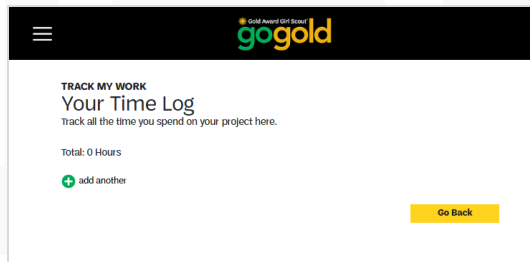 Gold Award Girl Scout
gogold
TRACK MY WORK
Your Time Log
Track all the time you spend on your project here.
Total: 0 Hours
add another
Go Back